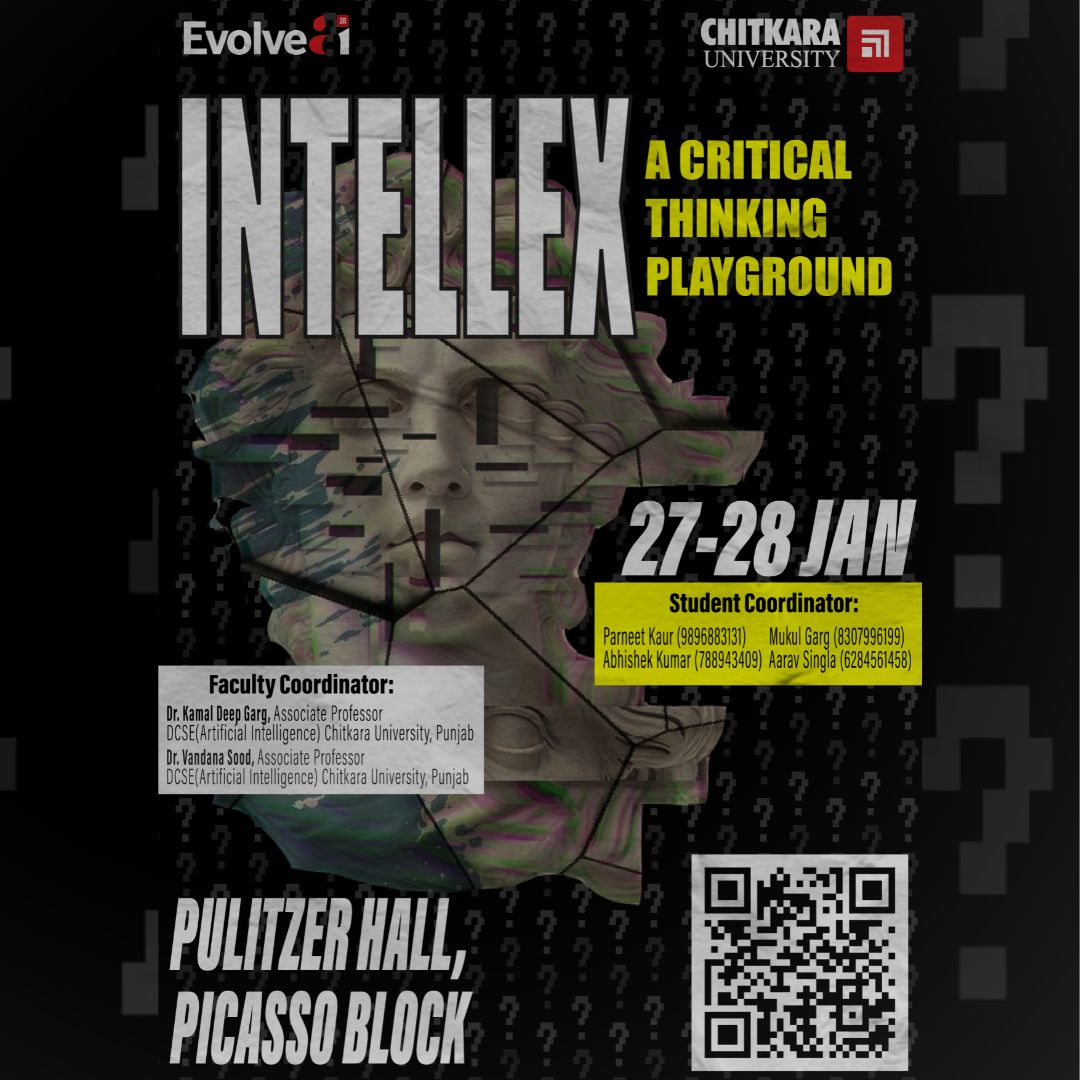 Evolve ai
CHITKARA
UNIVERSITY
INTELLEX
A CRITICAL
THINKING
PLAYGROUND
27-28 JAN
Student Coordinator:
Parneet Kaur (9896883131) Mukul Garg (8307996199)
Abhishek Kumar (788943409) Aarav Singla (6284561458)
Faculty Coordinator:
Dr. Kamal Deep Garg, Associate Professor
DCSE(Artificial Intelligence) Chitkara University, Punjab
Dr. Vandana Sood, Associate Professor
DCSE(Artificial Intelligence) Chitkara University, Punjab
PULITZER HALL,
PICASSO BLOCK